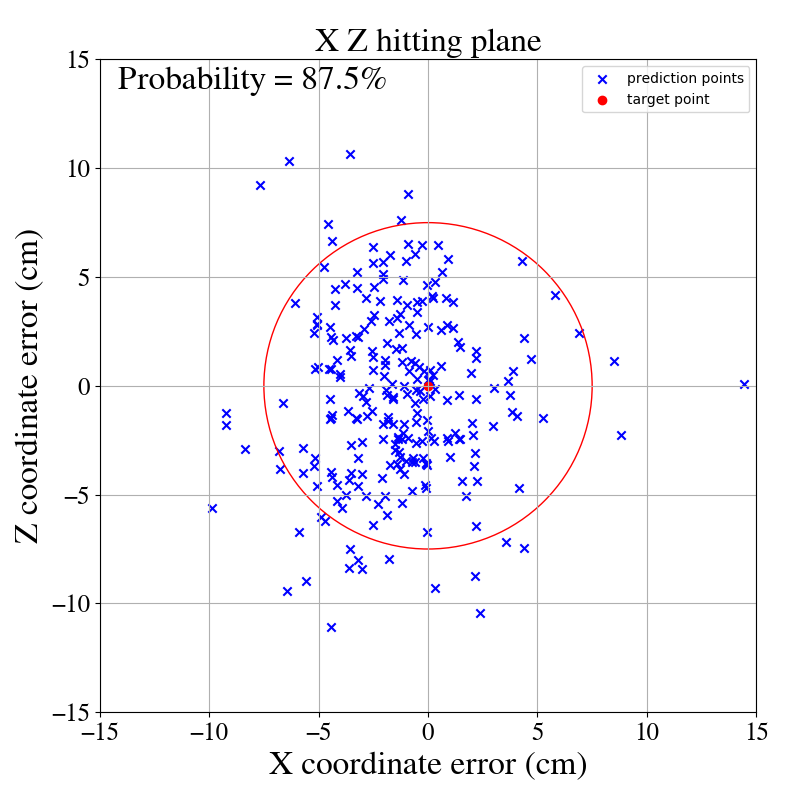 X Z hitting plane
Probability = 87.5%
prediction points
target point
15
10
5
0
−5
−10
−15
Z coordinate error (cm)
−15
−10
−5
0
5
10
15
X coordinate error (cm)